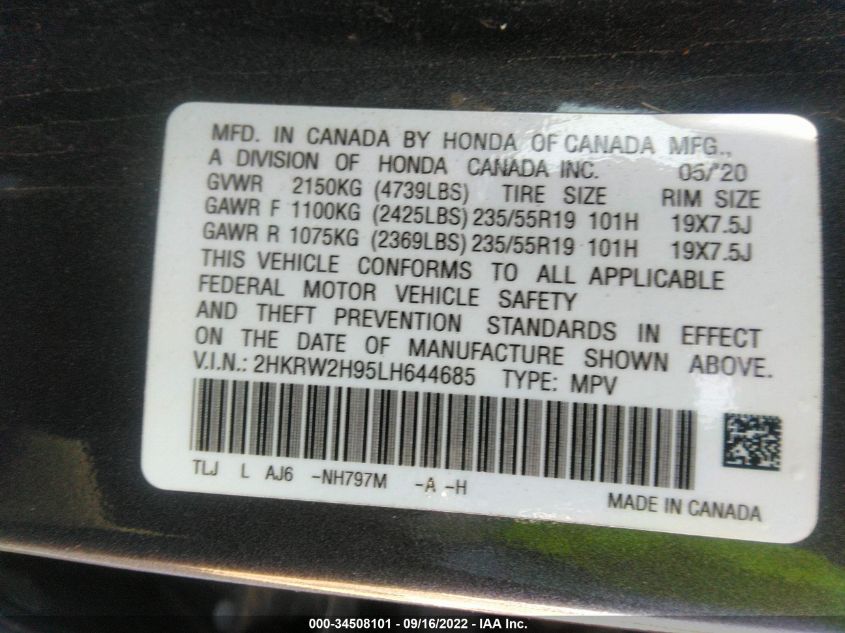 MFD. IN CANADA BY HONDA OF CANADA MFG.,
A DIVISION OF HONDA CANADA INC. 05/'20
GVWR 2150KG (4739LBS) TIRE SIZE RIM SIZE
GAWR F 1100KG (2425LBS) 235/55R19 101H 19X7.5J
GAWR R 1075KG (2369LBS) 235/55R19 101H 19X7.5J
THIS VEHICLE CONFORMS TO ALL APPLICABLE
FEDERAL MOTOR VEHICLE SAFETY
AND THEFT PREVENTION STANDARDS IN EFFECT
ON THE DATE OF MANUFACTURE SHOWN ABOVE.
V.I.N.: 2HKRW2H95LH644685 TYPE: MPV
TLJ L AJ6 -NH797M -A -H
MADE IN CANADA
000-34508101 - 09/16/2022 - IAA Inc.